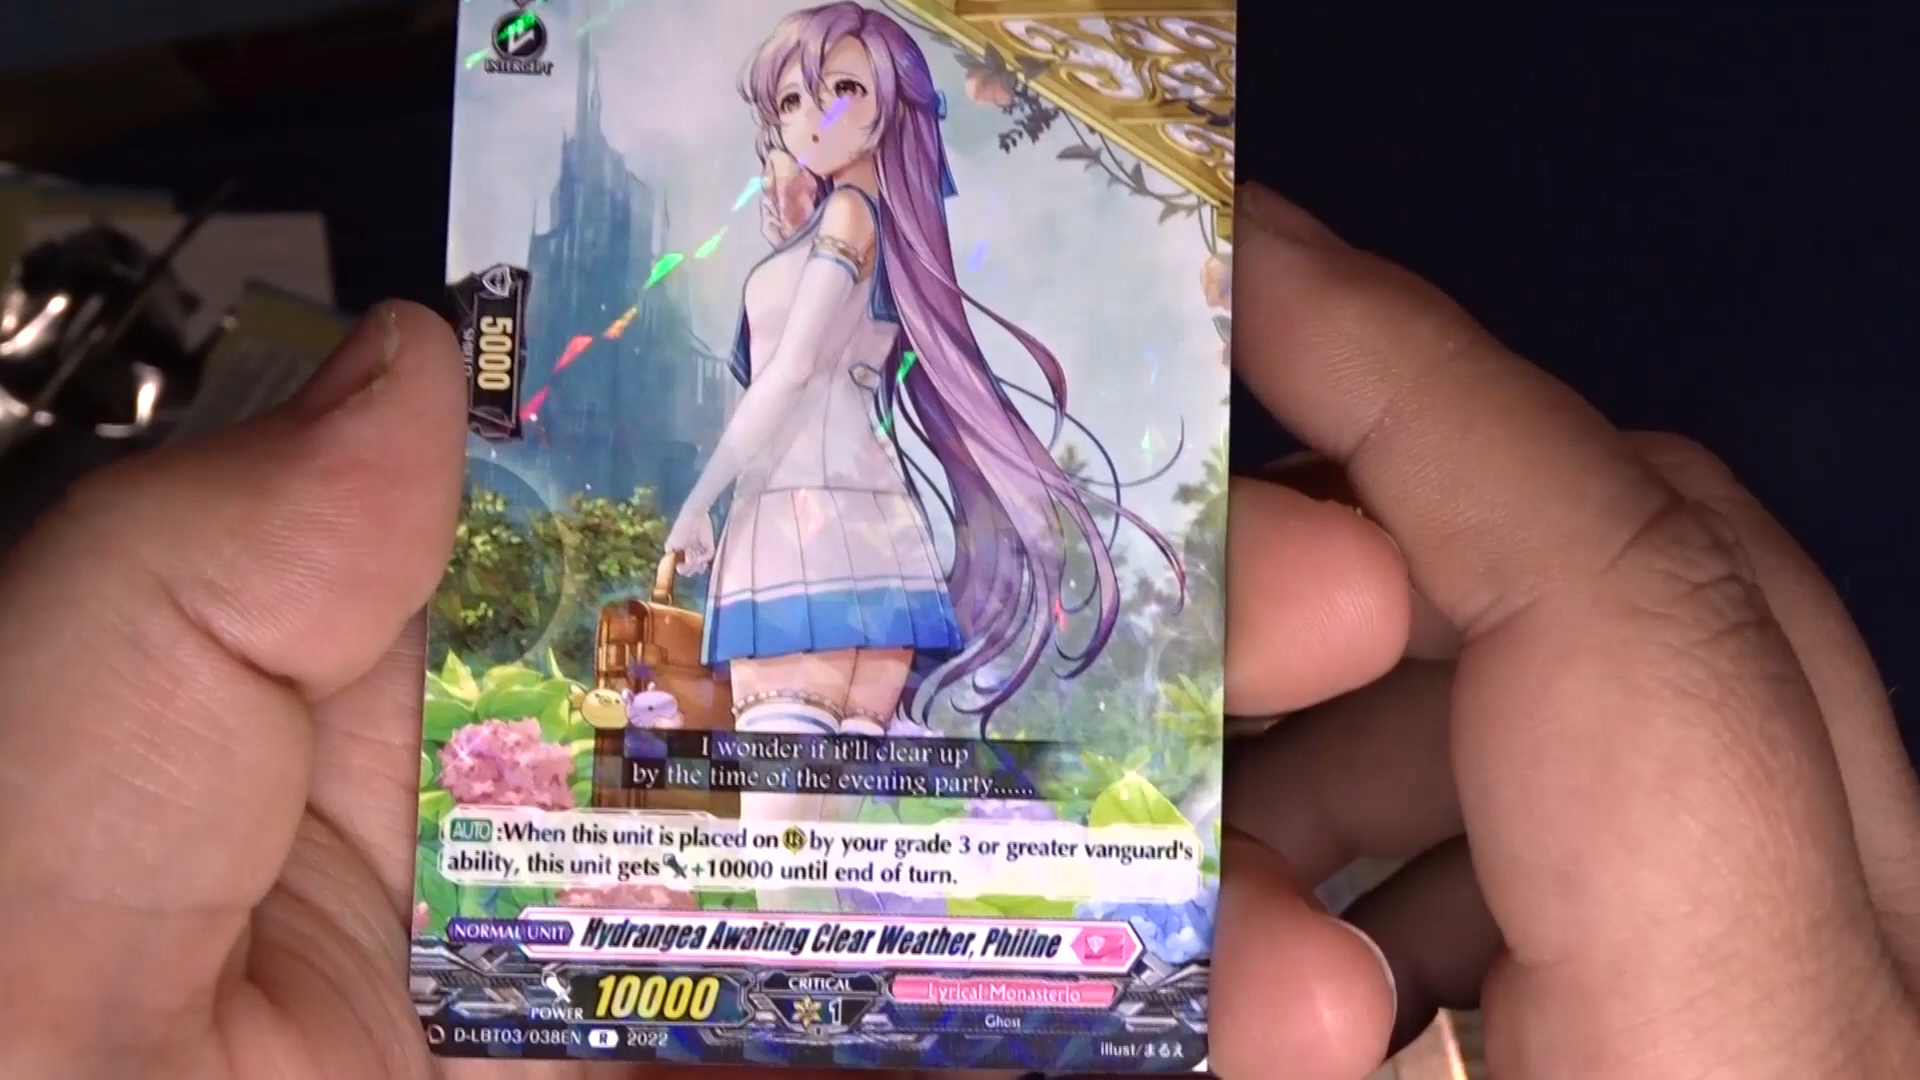 INTERCEPT
5000
SHIELD
I wonder if it'll clear up
by the time of the evening party......
AUTO :When this unit is placed on by your grade 3 or greater vanguard's
ability, this unit gets +10000 until end of turn.
NORMAL UNIT Hydrangea Awaiting Clear Weather, Philine
POWER 10000 CRITICAL 1 Lyrical Monasterio
Ghost
D-LBT03/038EN R 2022 illust/まるえ